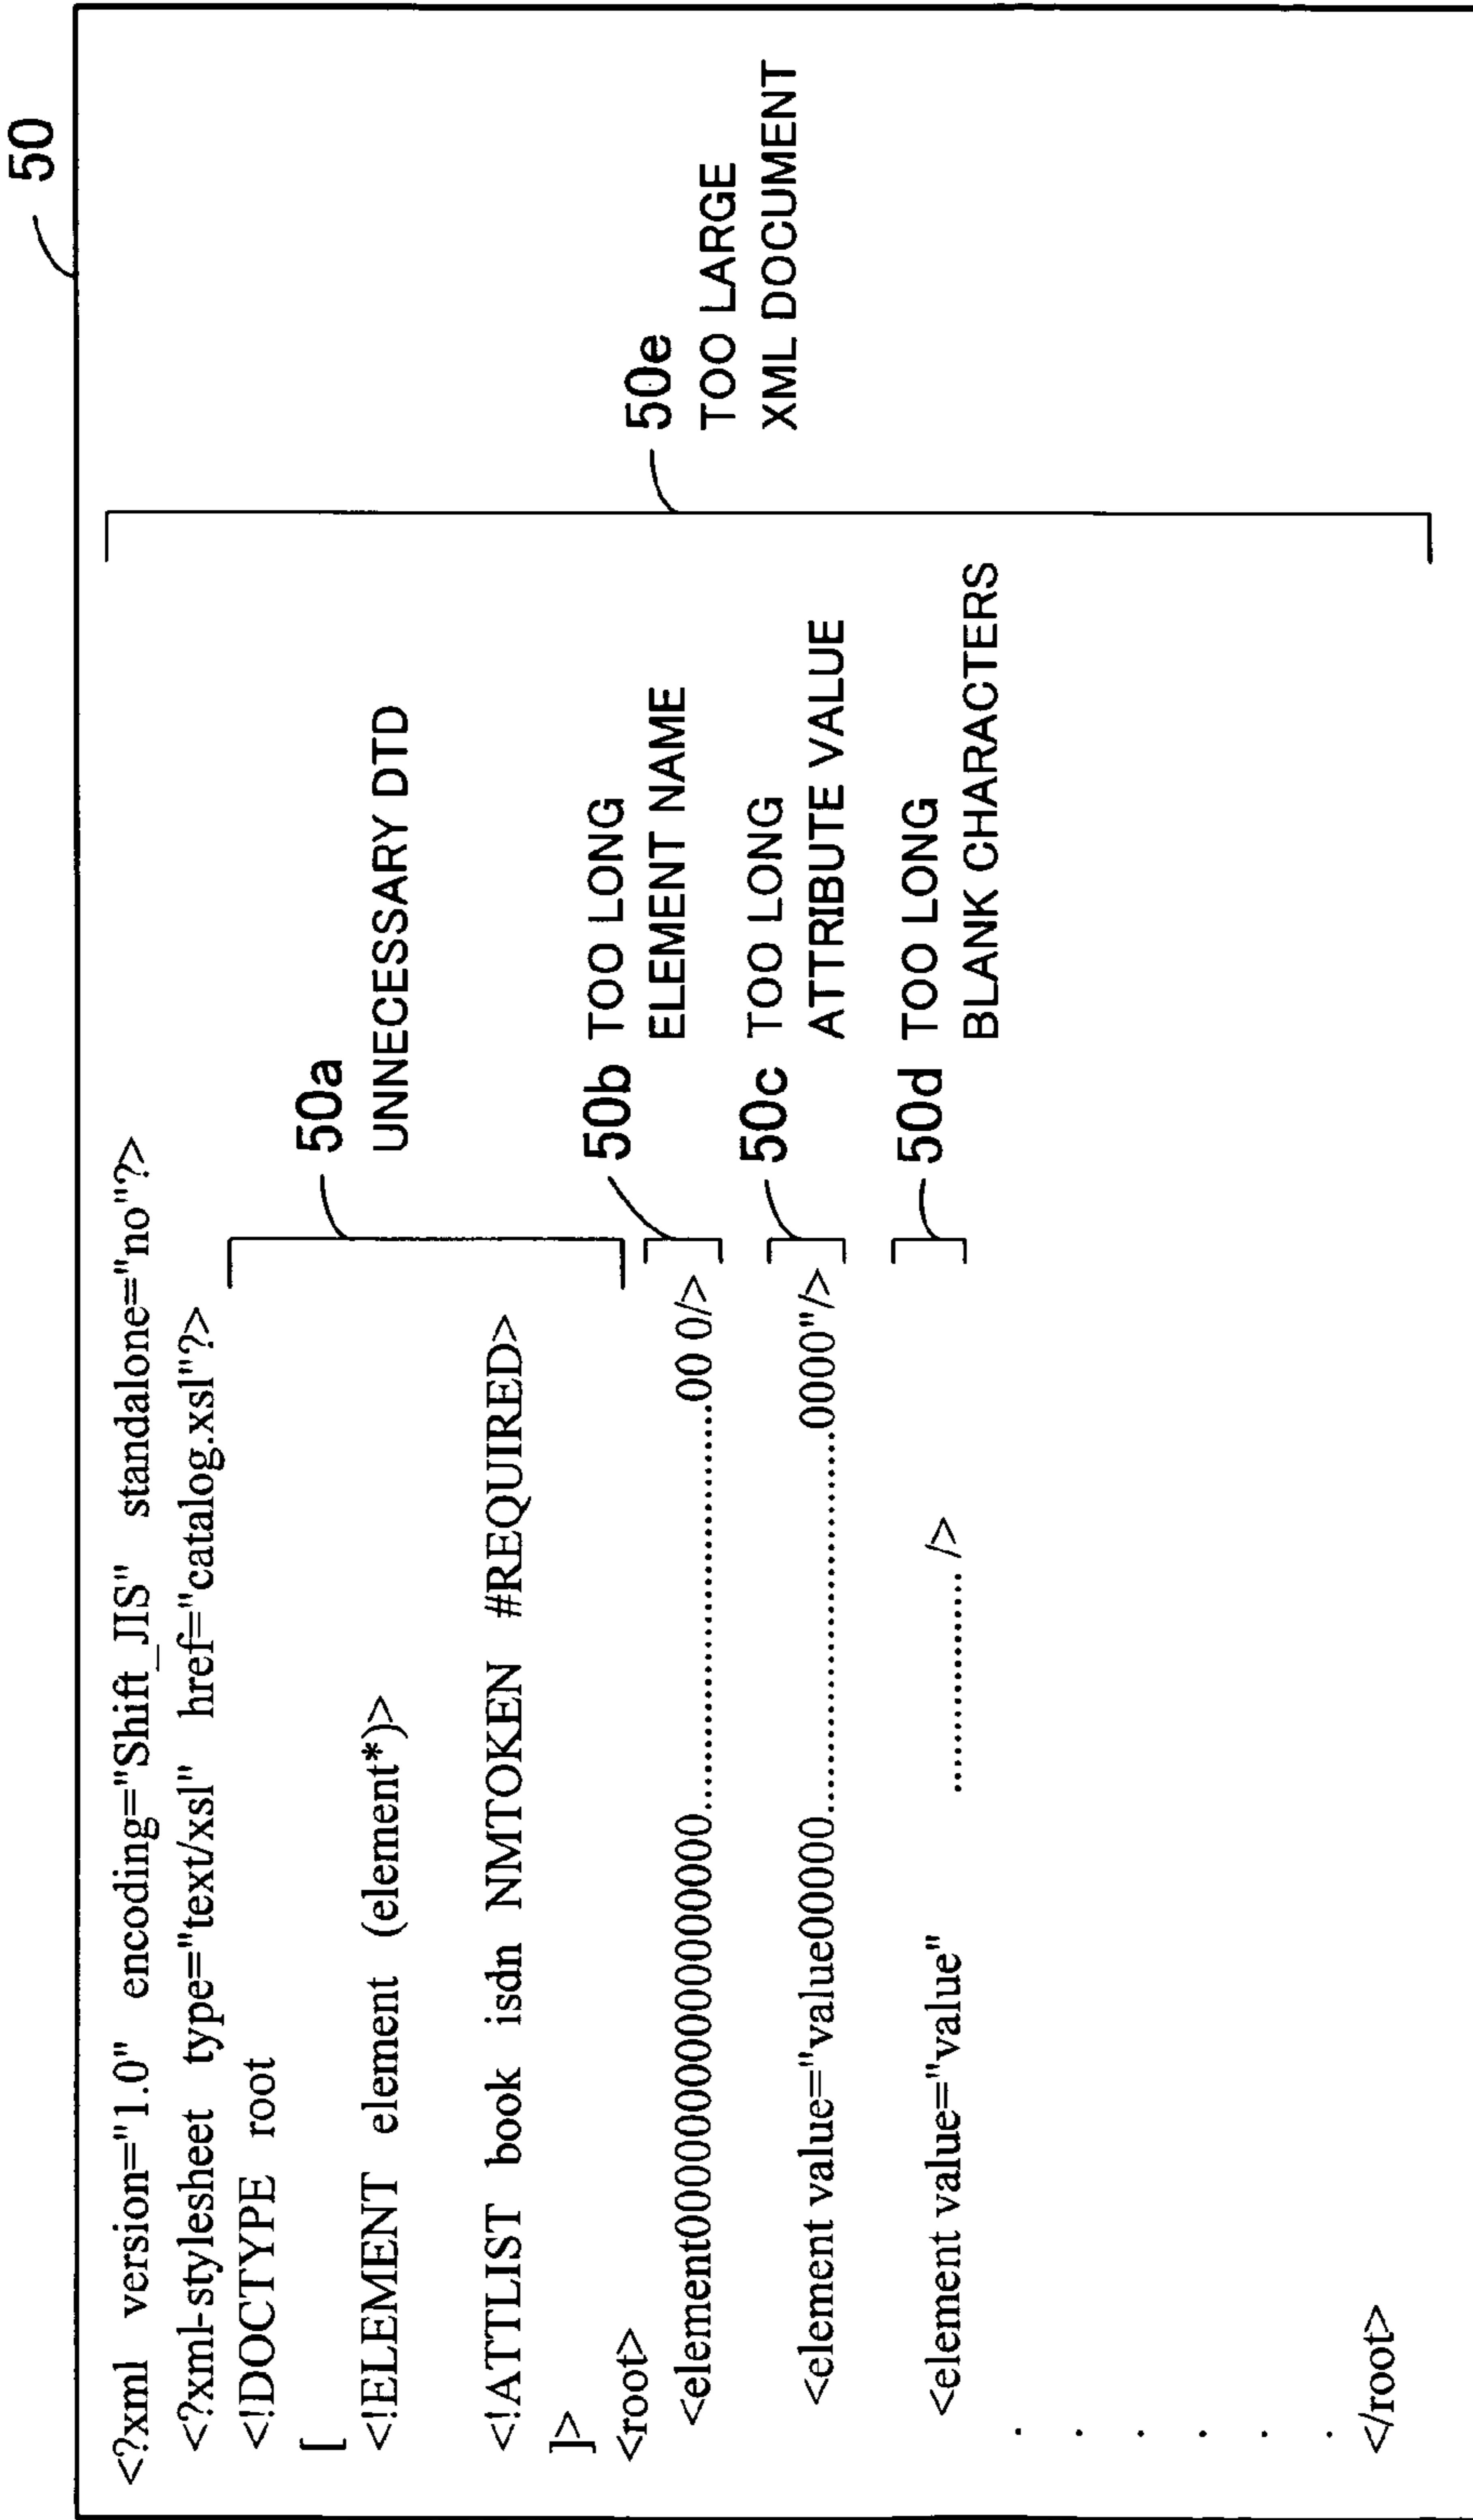 50
<?xml version="1.0" encoding="Shift_JIS" standalone="no"?>
<?xml-stylesheet type="text/xsl" href="catalog.xsl"?>
<!DOCTYPE root
[
<!ELEMENT element (element*)>
<!ATTLIST book isdn NMTOKEN #REQUIRED>
]>
50a
UNNECESSARY DTD
<root>
<element00000000000000000..........................................00 0/>
50b TOO LONG
ELEMENT NAME
<element value="value00000.......................................0000"/>
50c TOO LONG
ATTRIBUTE VALUE
<element value="value" ...................... />
50d TOO LONG
BLANK CHARACTERS
.
.
.
.
.
.
</root>
50e
TOO LARGE
XML DOCUMENT